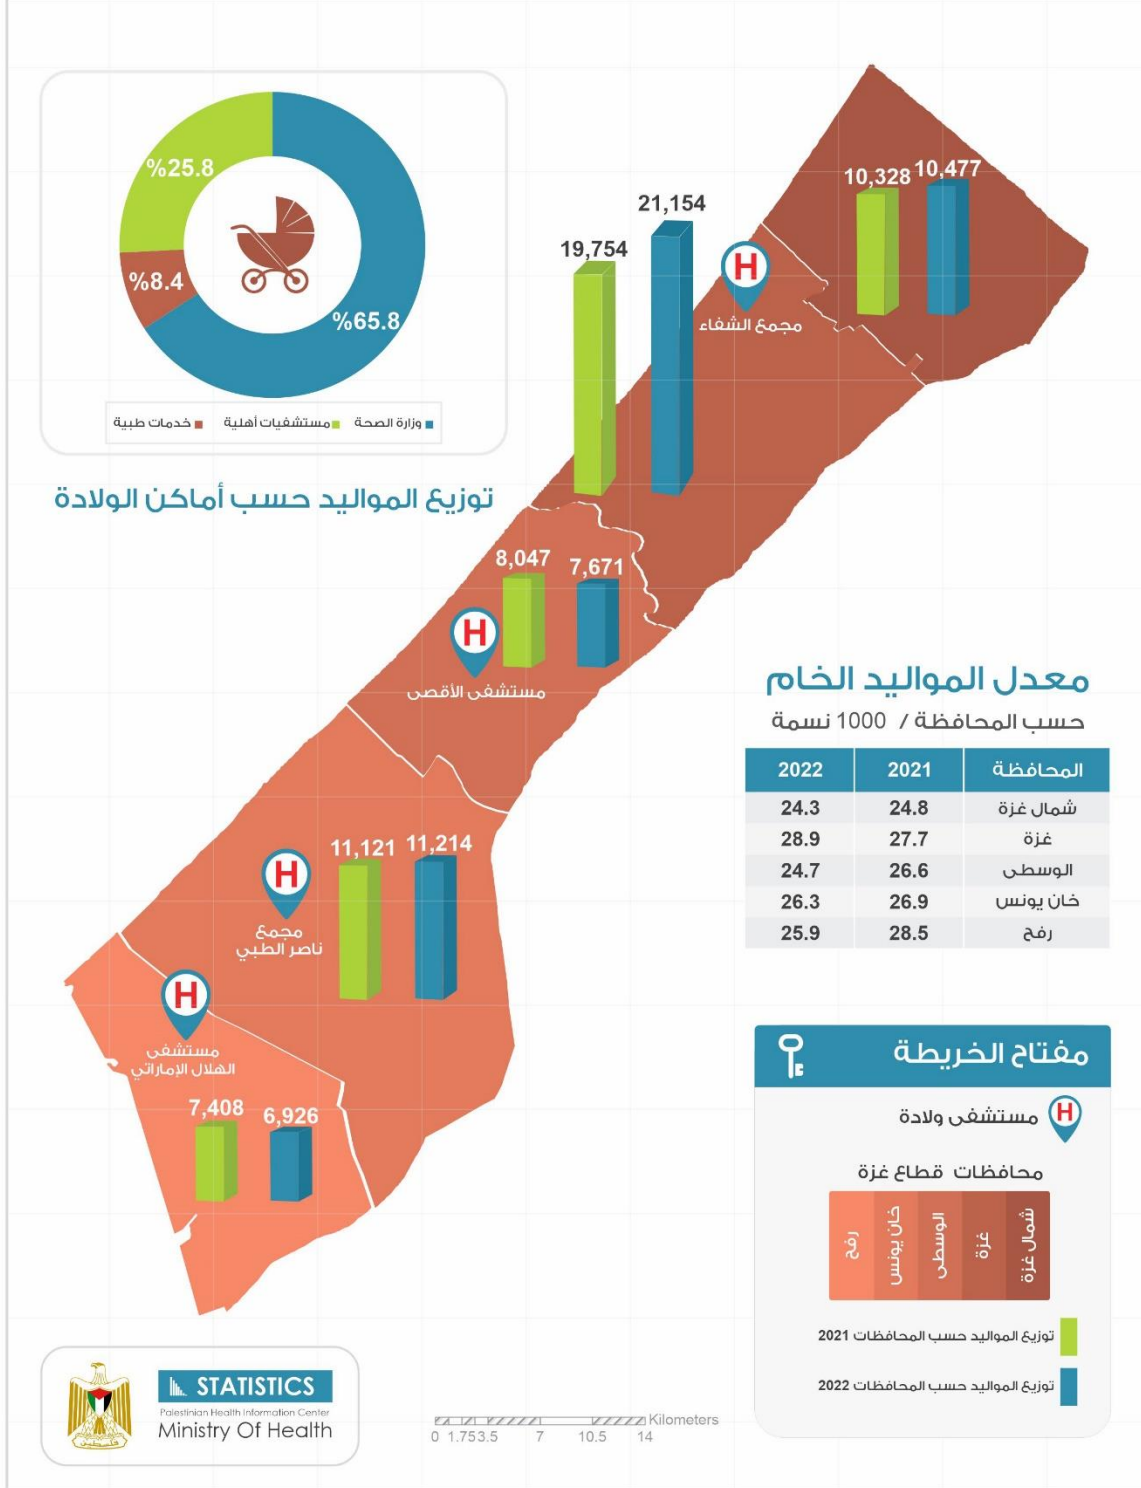 %25.8
%8.4
%65.8
وزارة الصحة
مستشفيات أهلية
خدمات طبية
توزيع المواليد حسب أماكن الولادة
10,328
10,477
19,754
21,154
H
مجمع الشفاء
8,047
7,671
H
مستشفى الأقصى
11,121
11,214
H
مجمع
ناصر الطبي
H
مستشفى
الهلال الإماراتي
7,408
6,926
معدل المواليد الخام
حسب المحافظة / 1000 نسمة
المحافظة 2021 2022
شمال غزة 24.8 24.3
غزة 27.7 28.9
الوسطى 26.6 24.7
خان يونس 26.9 26.3
رفح 28.5 25.9
مفتاح الخريطة
H مستشفى ولادة
محافظات قطاع غزة
شمال غزة
غزة
الوسطى
خان يونس
رفح
توزيع المواليد حسب المحافظات 2021
توزيع المواليد حسب المحافظات 2022
فلسطين
STATISTICS
Palestinian Health Information Center
Ministry Of Health
Kilometers
0 1.75 3.5 7 10.5 14